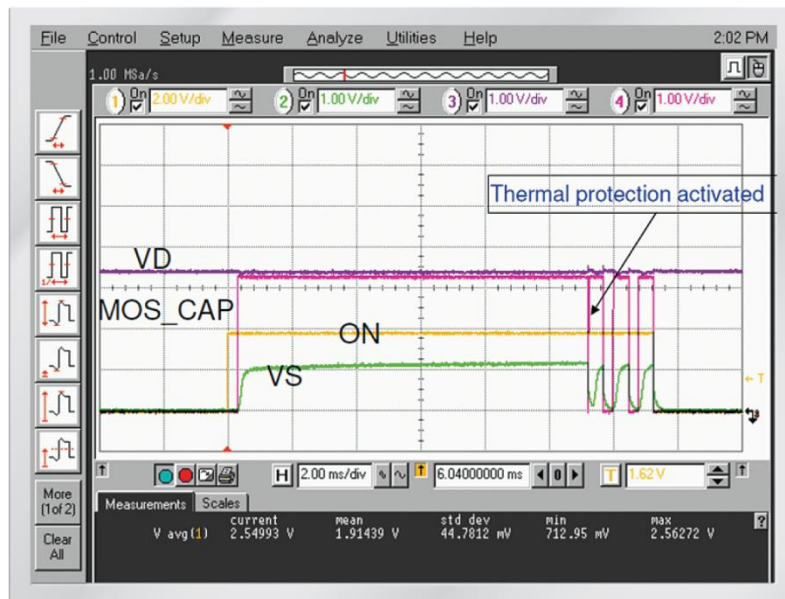 File Control Setup Measure Analyze Utilities Help 2:02 PM
1.00 MSa/s
1 On 2.00 V/div 2 On 1.00 V/div 3 On 1.00 V/div 4 On 1.00 V/div
Thermal protection activated
VD
MOS_CAP
ON
VS
T
H 2.00 ms/div 6.04000000 ms 0 T 1.62 V
More
(1of 2)
Clear
All
Measurements Scales
?
current mean std dev min max
V avg(1) 2.54993 V 1.91439 V 44.7812 mV 712.95 mV 2.56272 V